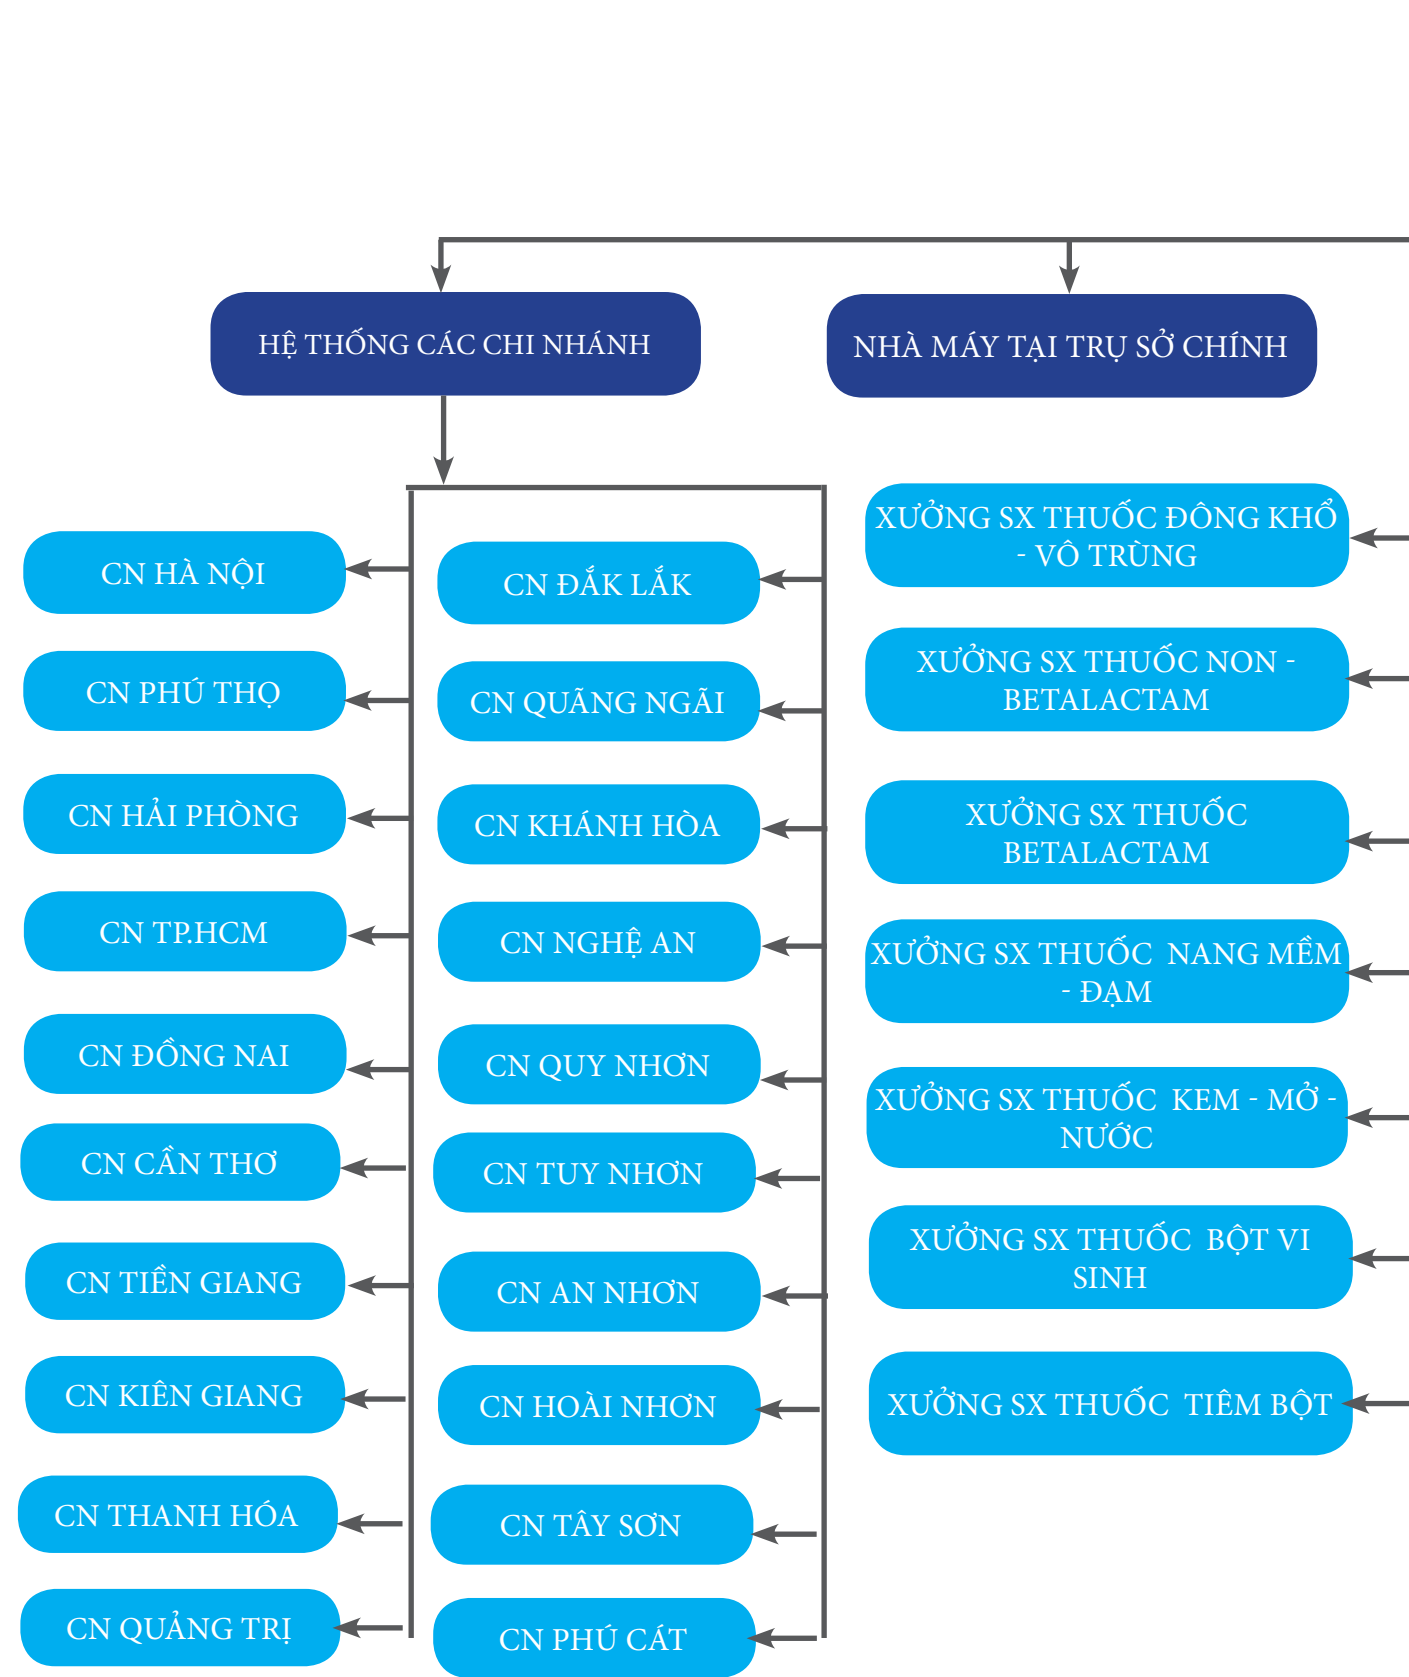 HỆ THỐNG CÁC CHI NHÁNH
NHÀ MÁY TẠI TRỤ SỞ CHÍNH
CN HÀ NỘI
CN PHÚ THỌ
CN HẢI PHÒNG
CN TP.HCM
CN ĐỒNG NAI
CN CẦN THƠ
CN TIỀN GIANG
CN KIÊN GIANG
CN THANH HÓA
CN QUẢNG TRỊ
CN ĐẮK LẮK
CN QUÃNG NGÃI
CN KHÁNH HÒA
CN NGHỆ AN
CN QUY NHƠN
CN TUY NHƠN
CN AN NHƠN
CN HOÀI NHƠN
CN TÂY SƠN
CN PHÚ CÁT
XƯỞNG SX THUỐC ĐÔNG KHỔ
- VÔ TRÙNG
XƯỞNG SX THUỐC NON -
BETALACTAM
XƯỞNG SX THUỐC
BETALACTAM
XƯỞNG SX THUỐC NANG MỀM
- ĐẠM
XƯỞNG SX THUỐC KEM - MỞ -
NƯỚC
XƯỞNG SX THUỐC BỘT VI
SINH
XƯỞNG SX THUỐC TIÊM BỘT